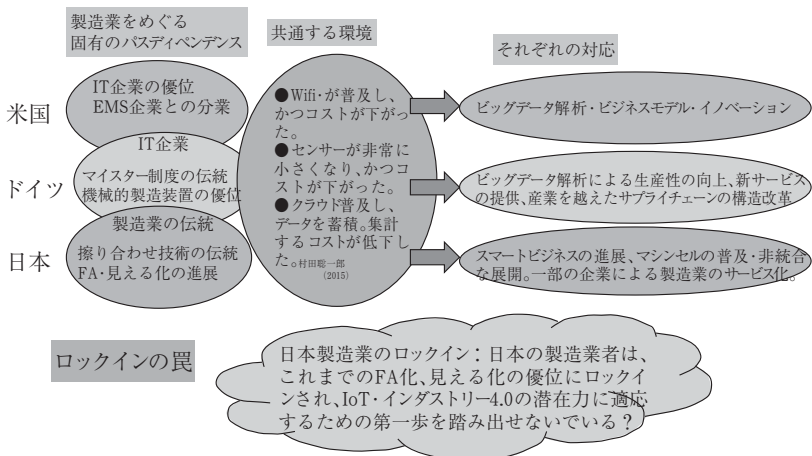 製造業をめぐる
固有のパスディペンデンス
共通する環境
それぞれの対応
米国
IT企業の優位
EMS企業との分業
IT企業
ドイツ
マイスター制度の伝統
機械的製造装置の優位
製造業の伝統
日本
擦り合わせ技術の伝統
FA・見える化の進展
●Wifi・が普及し、
かつコストが下がっ
た。
●センサーが非常に
小さくなり、かつコ
ストが下がった。
●クラウド普及し、
データを蓄積。集計
するコストが低下し
た。村田聡一郎
(2015)
ビッグデータ解析・ビジネスモデル・イノベーション
ビッグデータ解析による生産性の向上、新サービス
の提供、産業を越えたサプライチェーンの構造改革
スマートビジネスの進展、マシンセルの普及・非統合
な展開。一部の企業による製造業のサービス化。
ロックインの罠
日本製造業のロックイン：日本の製造業者は、
これまでのFA化、見える化の優位にロックイ
ンされ、IoT・インダストリー4.0の潜在力に適応
するための第一歩を踏み出せないでいる？